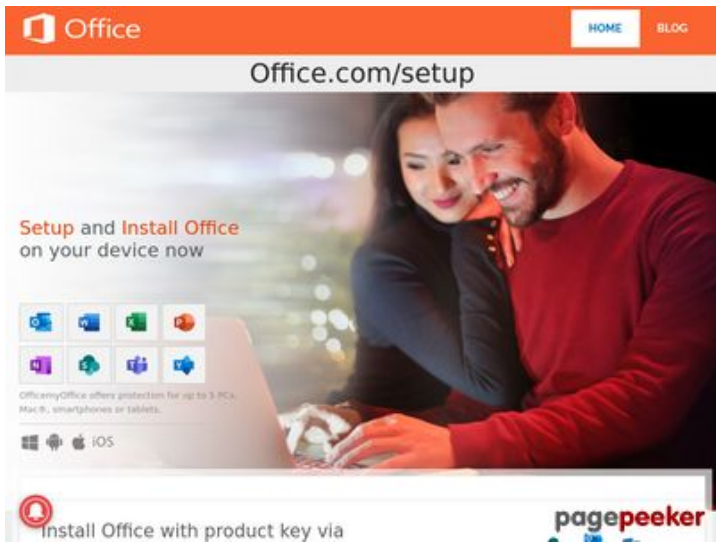 Office
HOME BLOG
Office.com/setup
Setup and Install Office
on your device now
OfficemyOffice offers protection for up to 5 PCs,
Mac®, smartphones or tablets.
iOS
Install Office with product key via
pagepeeker